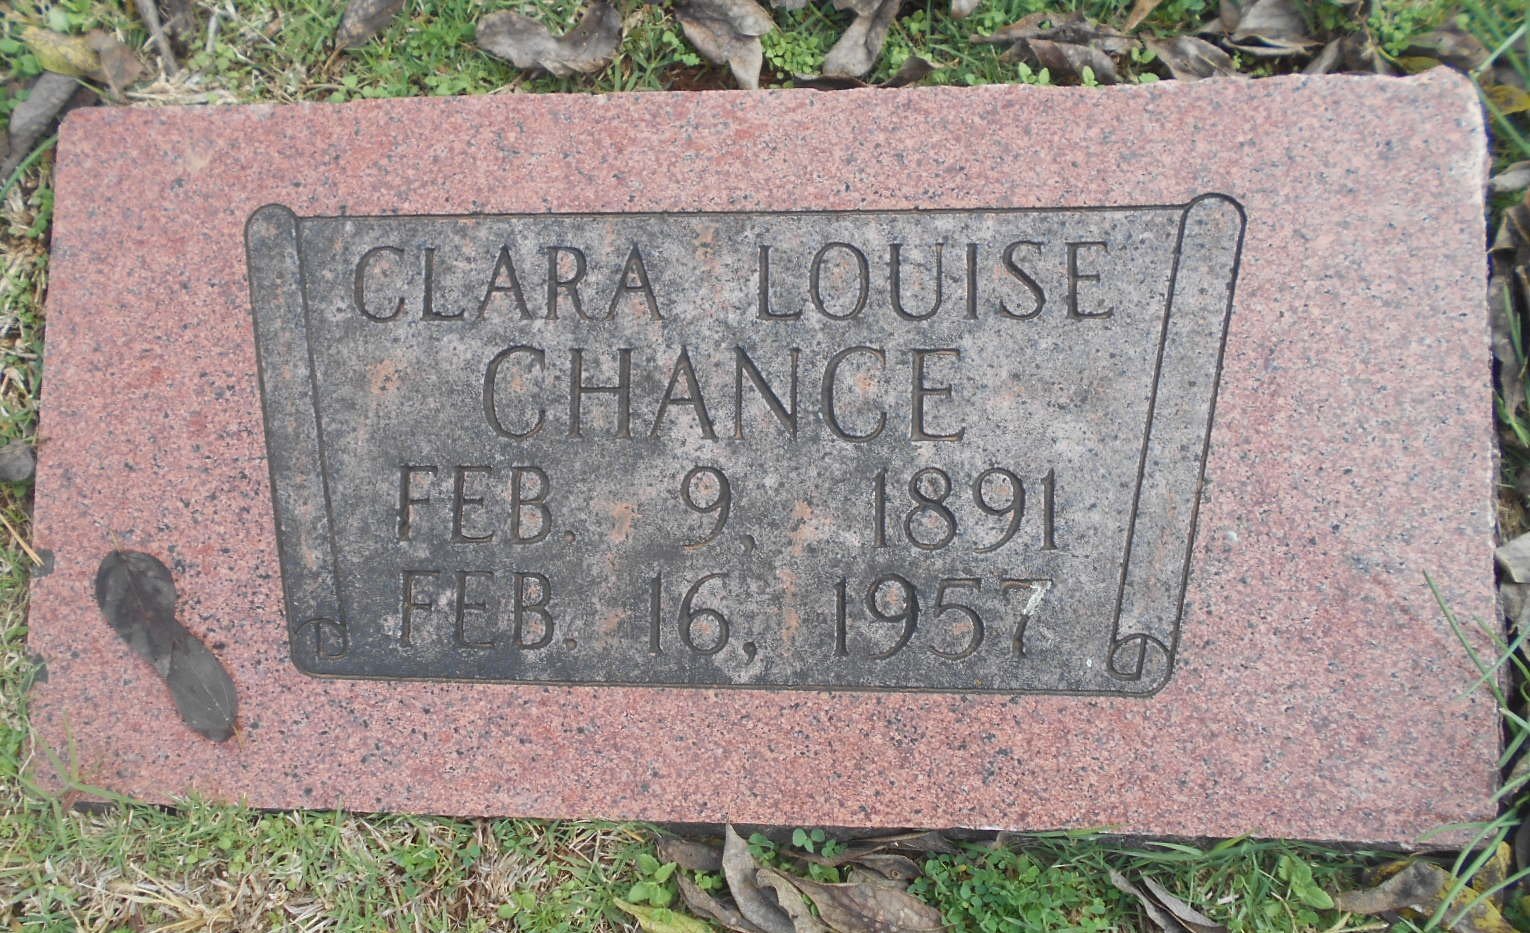 CLARA LOUISE
CHANCE
FEB. 9, 1891
FEB. 16, 1957